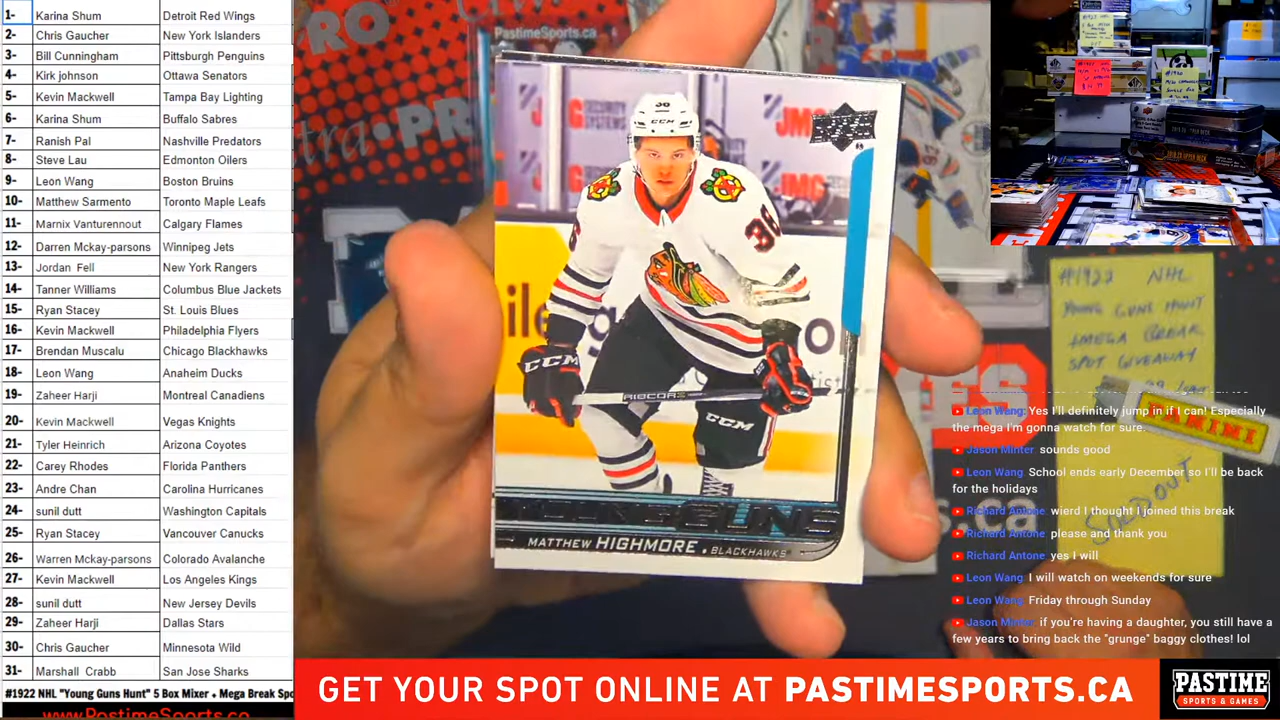 1- Karina Shum Detroit Red Wings
2- Chris Gaucher New York Islanders
3- Bill Cunningham Pittsburgh Penguins
4- Kirk johnson Ottawa Senators
5- Kevin Mackwell Tampa Bay Lighting
6- Karina Shum Buffalo Sabres
7- Ranish Pal Nashville Predators
8- Steve Lau Edmonton Oilers
9- Leon Wang Boston Bruins
10- Matthew Sarmento Toronto Maple Leafs
11- Marnix Vanturennout Calgary Flames
12- Darren Mckay-parsons Winnipeg Jets
13- Jordan Fell New York Rangers
14- Tanner Williams Columbus Blue Jackets
15- Ryan Stacey St. Louis Blues
16- Kevin Mackwell Philadelphia Flyers
17- Brendan Muscalu Chicago Blackhawks
18- Leon Wang Anaheim Ducks
19- Zaheer Harji Montreal Canadiens
20- Kevin Mackwell Vegas Knights
21- Tyler Heinrich Arizona Coyotes
22- Carey Rhodes Florida Panthers
23- Andre Chan Carolina Hurricanes
24- sunil dutt Washington Capitals
25- Ryan Stacey Vancouver Canucks
26- Warren Mckay-parsons Colorado Avalanche
27- Kevin Mackwell Los Angeles Kings
28- sunil dutt New Jersey Devils
29- Zaheer Harji Dallas Stars
30- Chris Gaucher Minnesota Wild
31- Marshall Crabb San Jose Sharks
#1922 NHL "Young Guns Hunt" 5 Box Mixer + Mega Break Spo
www.PastimeSports.ca
PastimeSports.ca
38
CCM
JMG
36
CCM
CCM
CCM
YOUNG GUNS
MATTHEW HIGHMORE • BLACKHAWKS
#1922 NHL
YOUNG GUNS HUNT
+MEGA BREAK
SPOT GIVEAWAY
PANINI
SOLD OUT
Leon Wang: Yes I'll definitely jump in if I can! Especially
the mega I'm gonna watch for sure.
Jason Minter sounds good
Leon Wang: School ends early December so I'll be back
for the holidays
Richard Antone wierd I thought I joined this break
Richard Antone please and thank you
Richard Antone yes I will
Leon Wang: I will watch on weekends for sure
Leon Wang: Friday through Sunday
Jason Minter if you're having a daughter, you still have a
few years to bring back the "grunge" baggy clothes! lol
GET YOUR SPOT ONLINE AT PASTIMESPORTS.CA
PASTIME
SPORTS & GAMES